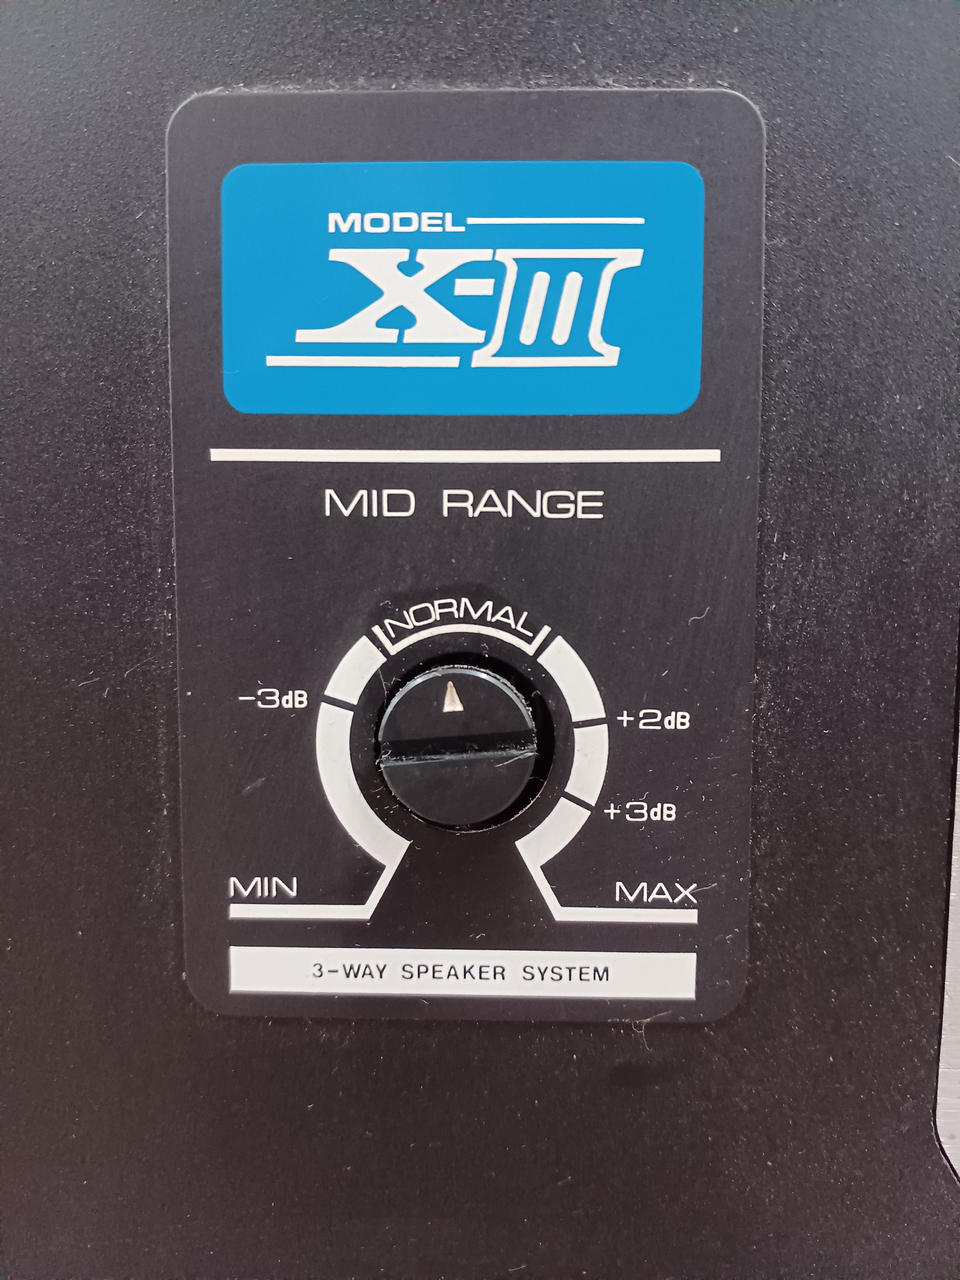 MODEL
X-III
MID RANGE
NORMAL
-3dB
+2dB
+3dB
MIN
MAX
3-WAY SPEAKER SYSTEM